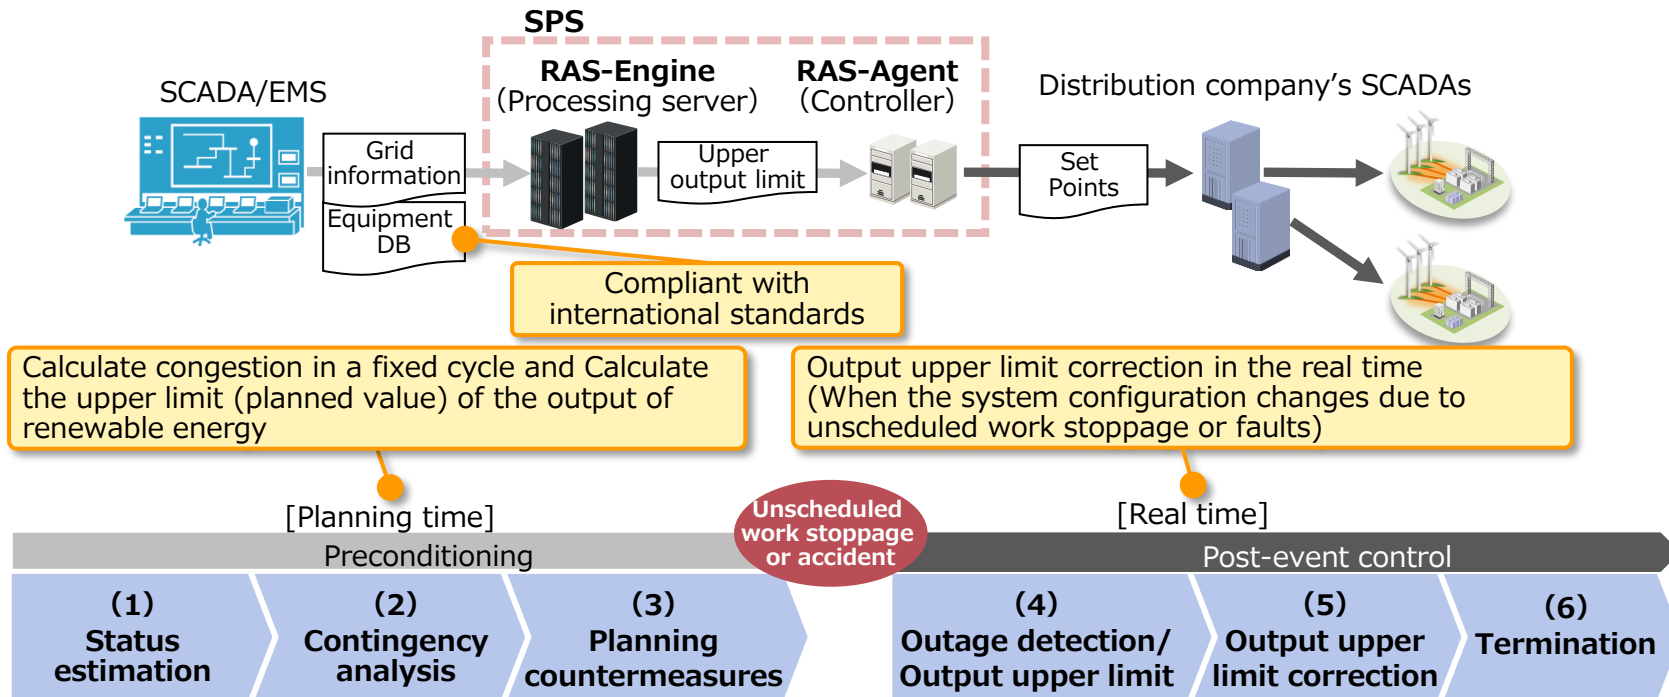 SPS
SCADA/EMS
RAS-Engine
(Processing server)
RAS-Agent
(Controller)
Distribution company’s SCADAs
Grid
information
Equipment
DB
Upper
output limit
Set
Points
Compliant with
international standards
Calculate congestion in a fixed cycle and Calculate
the upper limit (planned value) of the output of
renewable energy
Output upper limit correction in the real time
(When the system configuration changes due to
unscheduled work stoppage or faults)
[Planning time]
Unscheduled
work stoppage
or accident
[Real time]
Preconditioning
Post-event control
(1)
Status
estimation
(2)
Contingency
analysis
(3)
Planning
countermeasures
(4)
Outage detection/
Output upper limit
(5)
Output upper
limit correction
(6)
Termination